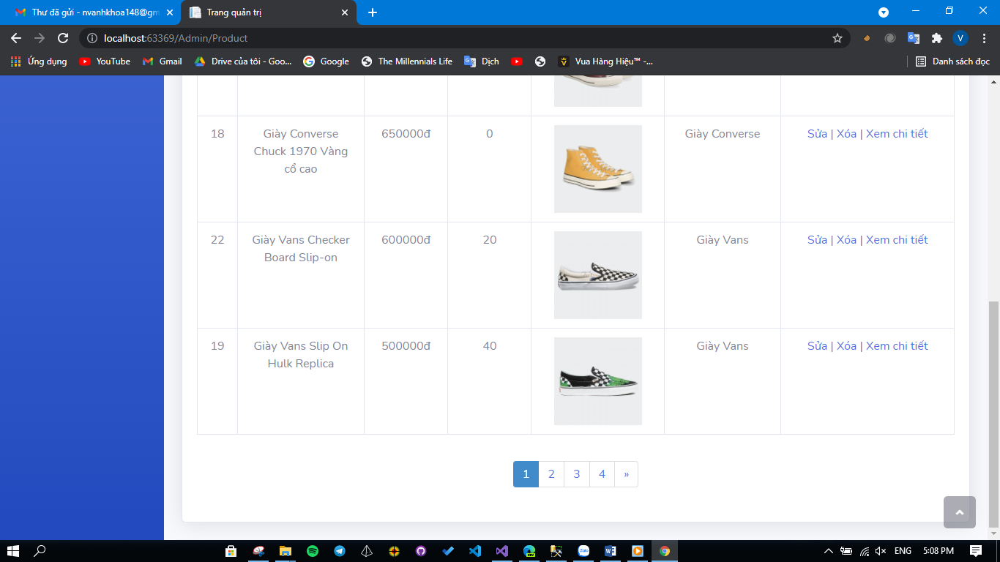 Thư đã gửi - nvanhkhoa148@gm
Trang quản trị
localhost:63369/Admin/Product
V
Ứng dụng
YouTube
Gmail
Drive của tôi - Goo...
Google
The Millennials Life
Dịch
Vua Hàng Hiệu™ -...
Danh sách đọc
18
Giày Converse
Chuck 1970 Vàng
cổ cao
650000đ
0
Giày Converse
Sửa | Xóa | Xem chi tiết
22
Giày Vans Checker
Board Slip-on
600000đ
20
Giày Vans
Sửa | Xóa | Xem chi tiết
19
Giày Vans Slip On
Hulk Replica
500000đ
40
Giày Vans
Sửa | Xóa | Xem chi tiết
1 2 3 4 »
ENG
5:08 PM